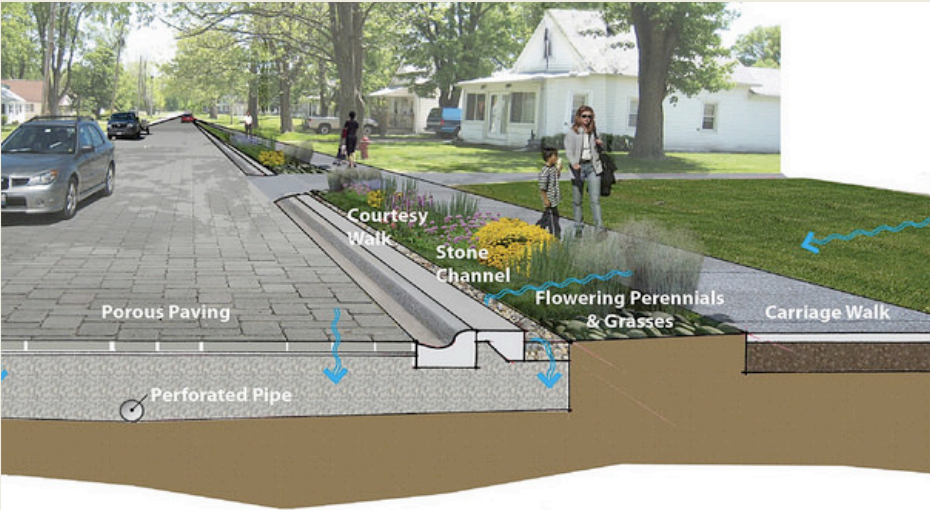 Courtesy
Walk
Stone
Channel
Flowering Perennials
& Grasses
Porous Paving
Carriage Walk
Perforated Pipe